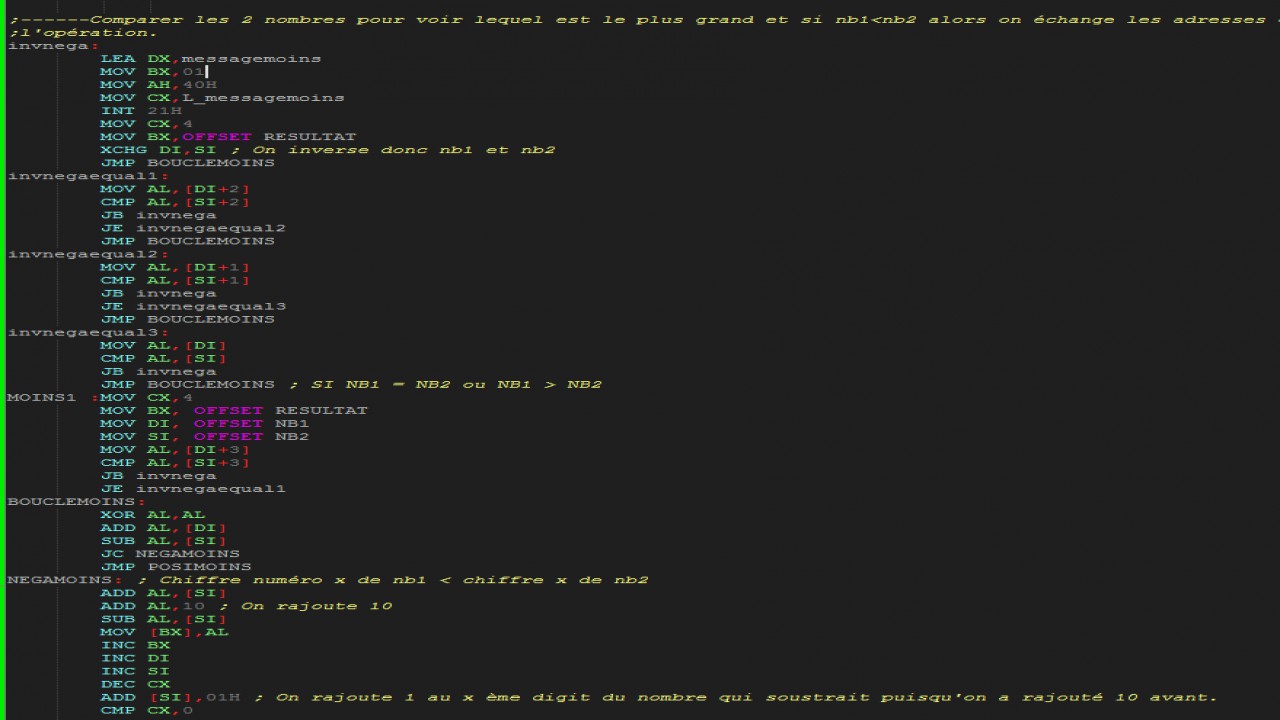 ;------Comparer les 2 nombres pour voir lequel est le plus grand et si nb1<nb2 alors on échange les adresses
;l'opération.
invnega:
LEA DX,messagemoins
MOV BX,01
MOV AH,40H
MOV CX,L_messagemoins
INT 21H
MOV CX,4
MOV BX,OFFSET RESULTAT
XCHG DI,SI ; On inverse donc nb1 et nb2
JMP BOUCLEMOINS
invnegaequal1:
MOV AL,[DI+2]
CMP AL,[SI+2]
JB invnega
JE invnegaequal2
JMP BOUCLEMOINS
invnegaequal2:
MOV AL,[DI+1]
CMP AL,[SI+1]
JB invnega
JE invnegaequal3
JMP BOUCLEMOINS
invnegaequal3:
MOV AL,[DI]
CMP AL,[SI]
JB invnega
JMP BOUCLEMOINS ; SI NB1 = NB2 ou NB1 > NB2
MOINS1 :MOV CX,4
MOV BX, OFFSET RESULTAT
MOV DI, OFFSET NB1
MOV SI, OFFSET NB2
MOV AL,[DI+3]
CMP AL,[SI+3]
JB invnega
JE invnegaequal1
BOUCLEMOINS:
XOR AL,AL
ADD AL,[DI]
SUB AL,[SI]
JC NEGAMOINS
JMP POSIMOINS
NEGAMOINS: ; Chiffre numéro x de nb1 < chiffre x de nb2
ADD AL,[SI]
ADD AL,10 ; On rajoute 10
SUB AL,[SI]
MOV [BX],AL
INC BX
INC DI
INC SI
DEC CX
ADD [SI],01H ; On rajoute 1 au x ème digit du nombre qui soustrait puisqu'on a rajouté 10 avant.
CMP CX,0